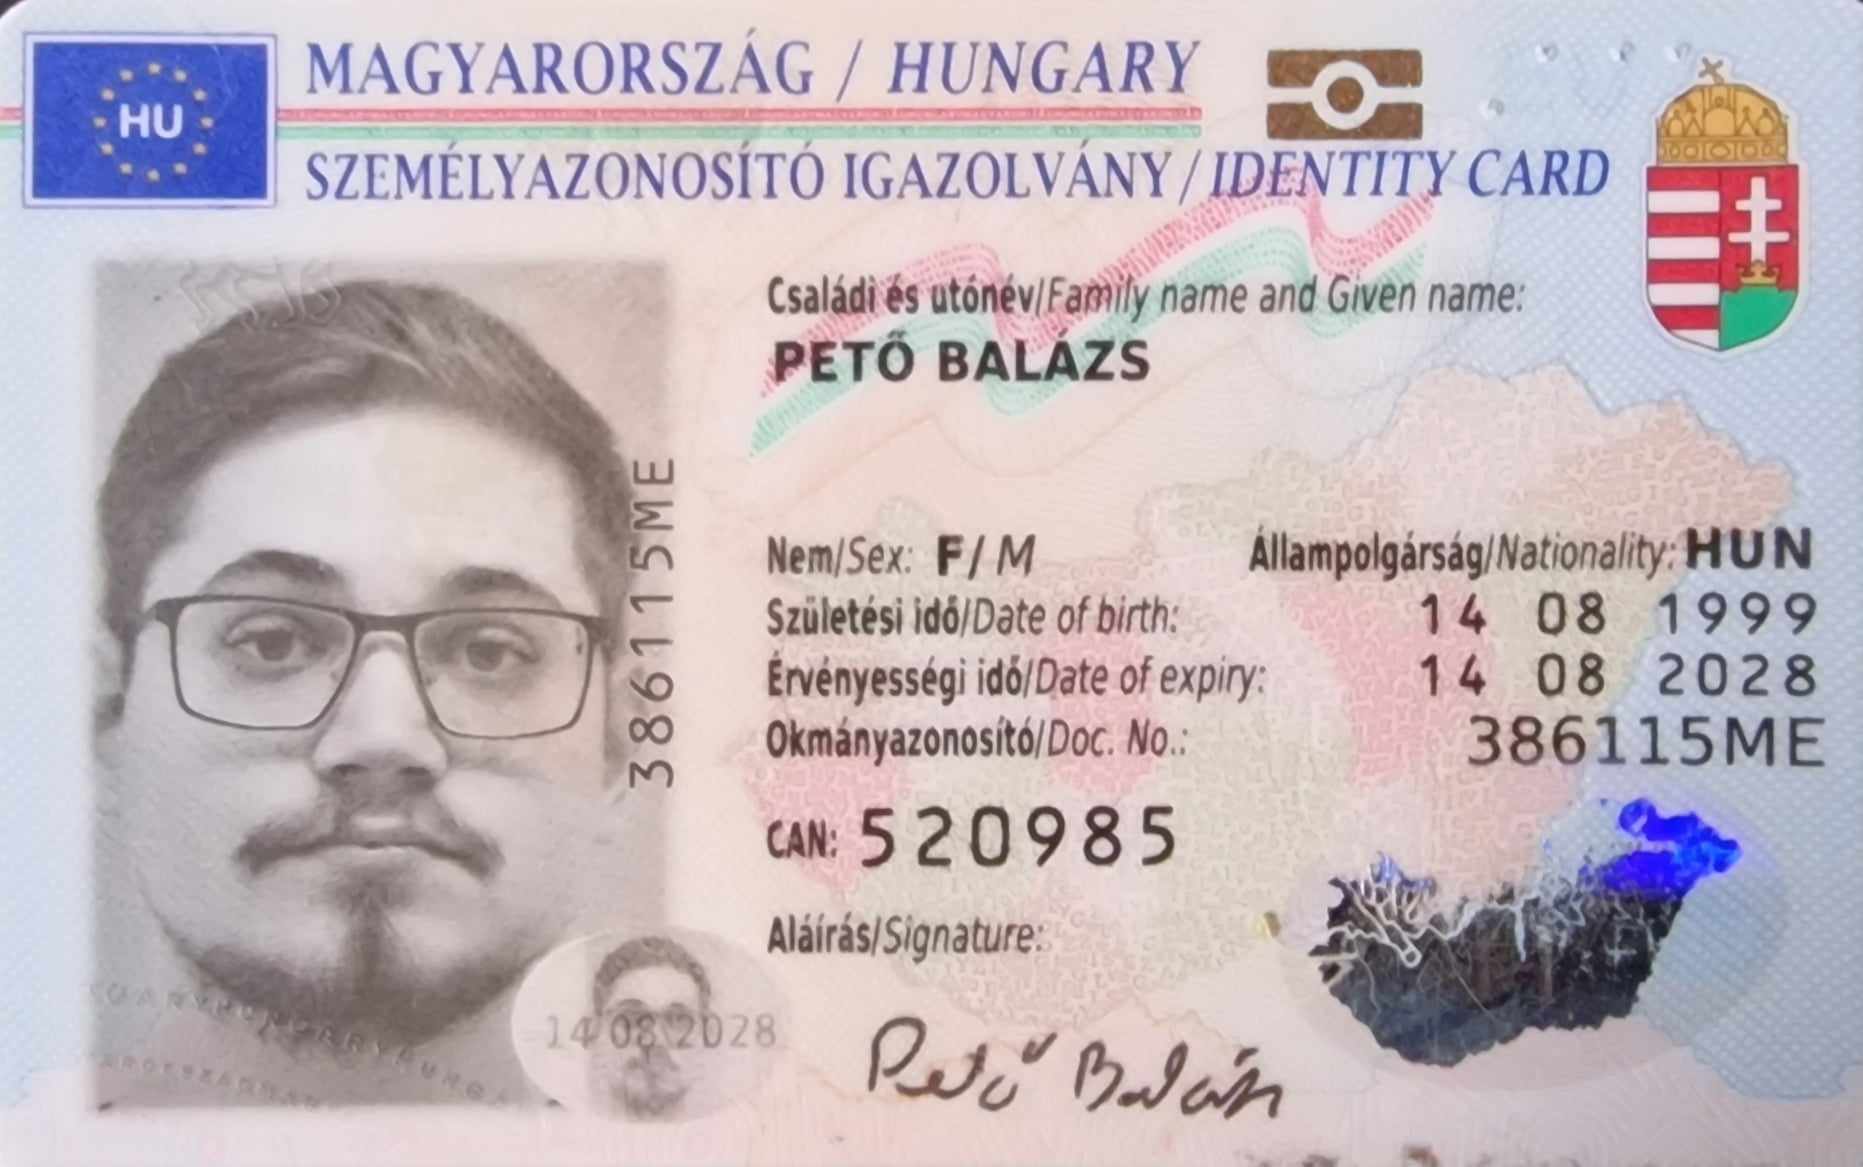 HU
MAGYARORSZÁG / HUNGARY
SZEMÉLYAZONOSÍTÓ IGAZOLVÁNY / IDENTITY CARD
Családi és utónév/Family name and Given name:
PETŐ BALÁZS
386115ME
Nem/Sex: F/ M
Állampolgárság/Nationality: HUN
Születési idő/Date of birth: 14 08 1999
Érvényességi idő/Date of expiry: 14 08 2028
Okmányazonosító/Doc. No.: 386115ME
CAN: 520985
Aláírás/Signature:
14 08 2028
Pető Balázs